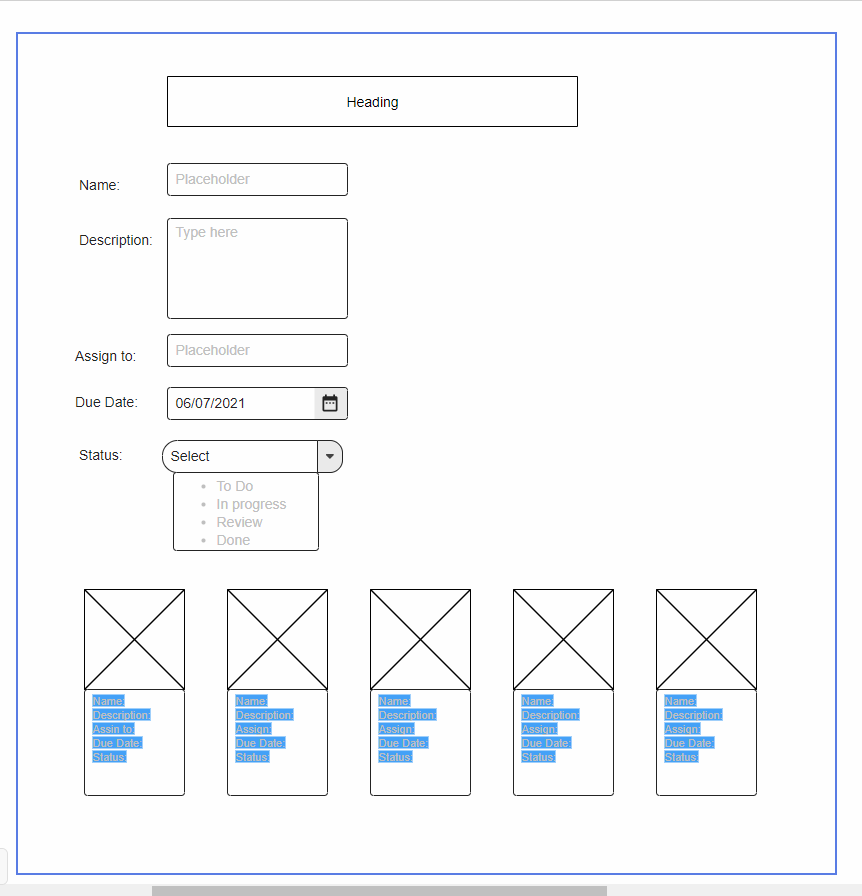 Heading
Name:
Placeholder
Description:
Type here
Assign to:
Placeholder
Due Date:
06/07/2021
Status:
Select
To Do
In progress
Review
Done
Name:
Description:
Assin to:
Due Date:
Status:
Name:
Description:
Assign:
Due Date:
Status:
Name:
Description:
Assign:
Due Date:
Status:
Name:
Description:
Assign:
Due Date:
Status:
Name:
Description:
Assign:
Due Date:
Status: